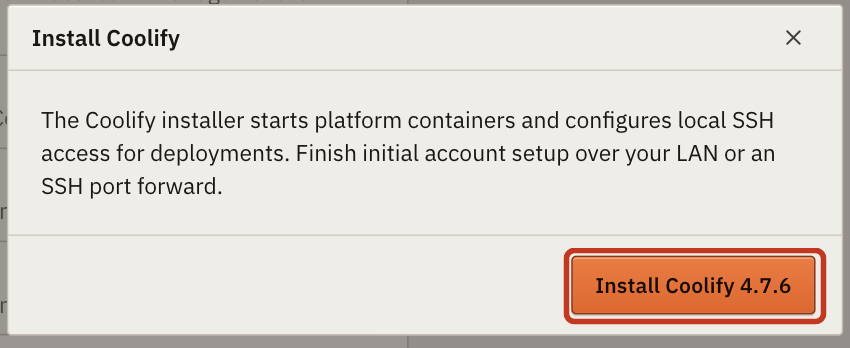 Install Coolify
The Coolify installer starts platform containers and configures local SSH
access for deployments. Finish initial account setup over your LAN or an
SSH port forward.
Install Coolify 4.7.6